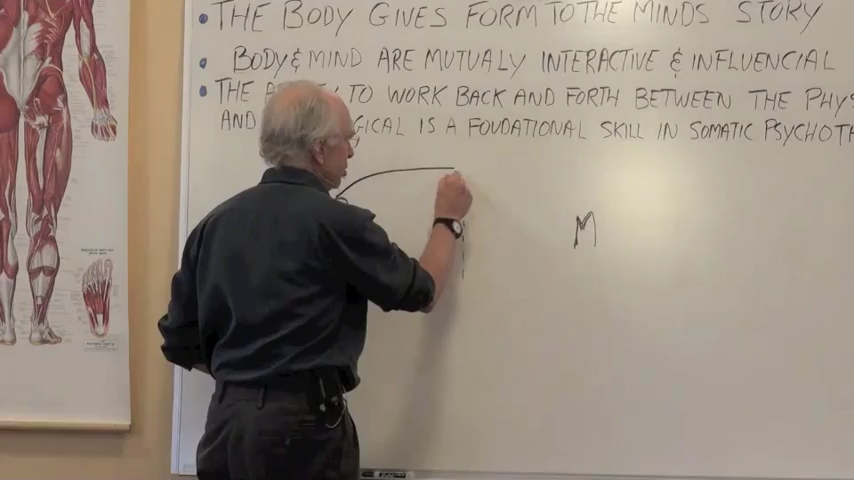 • THE BODY GIVES FORM TO THE MINDS STORY
• BODY & MIND ARE MUTUALY INTERACTIVE & INFLUENCIAL
• THE TO WORK BACK AND FORTH BETWEEN THE PHYS
AND GICAL IS A FOUDATIONAL SKILL IN SOMATIC PSYCHOTH
M